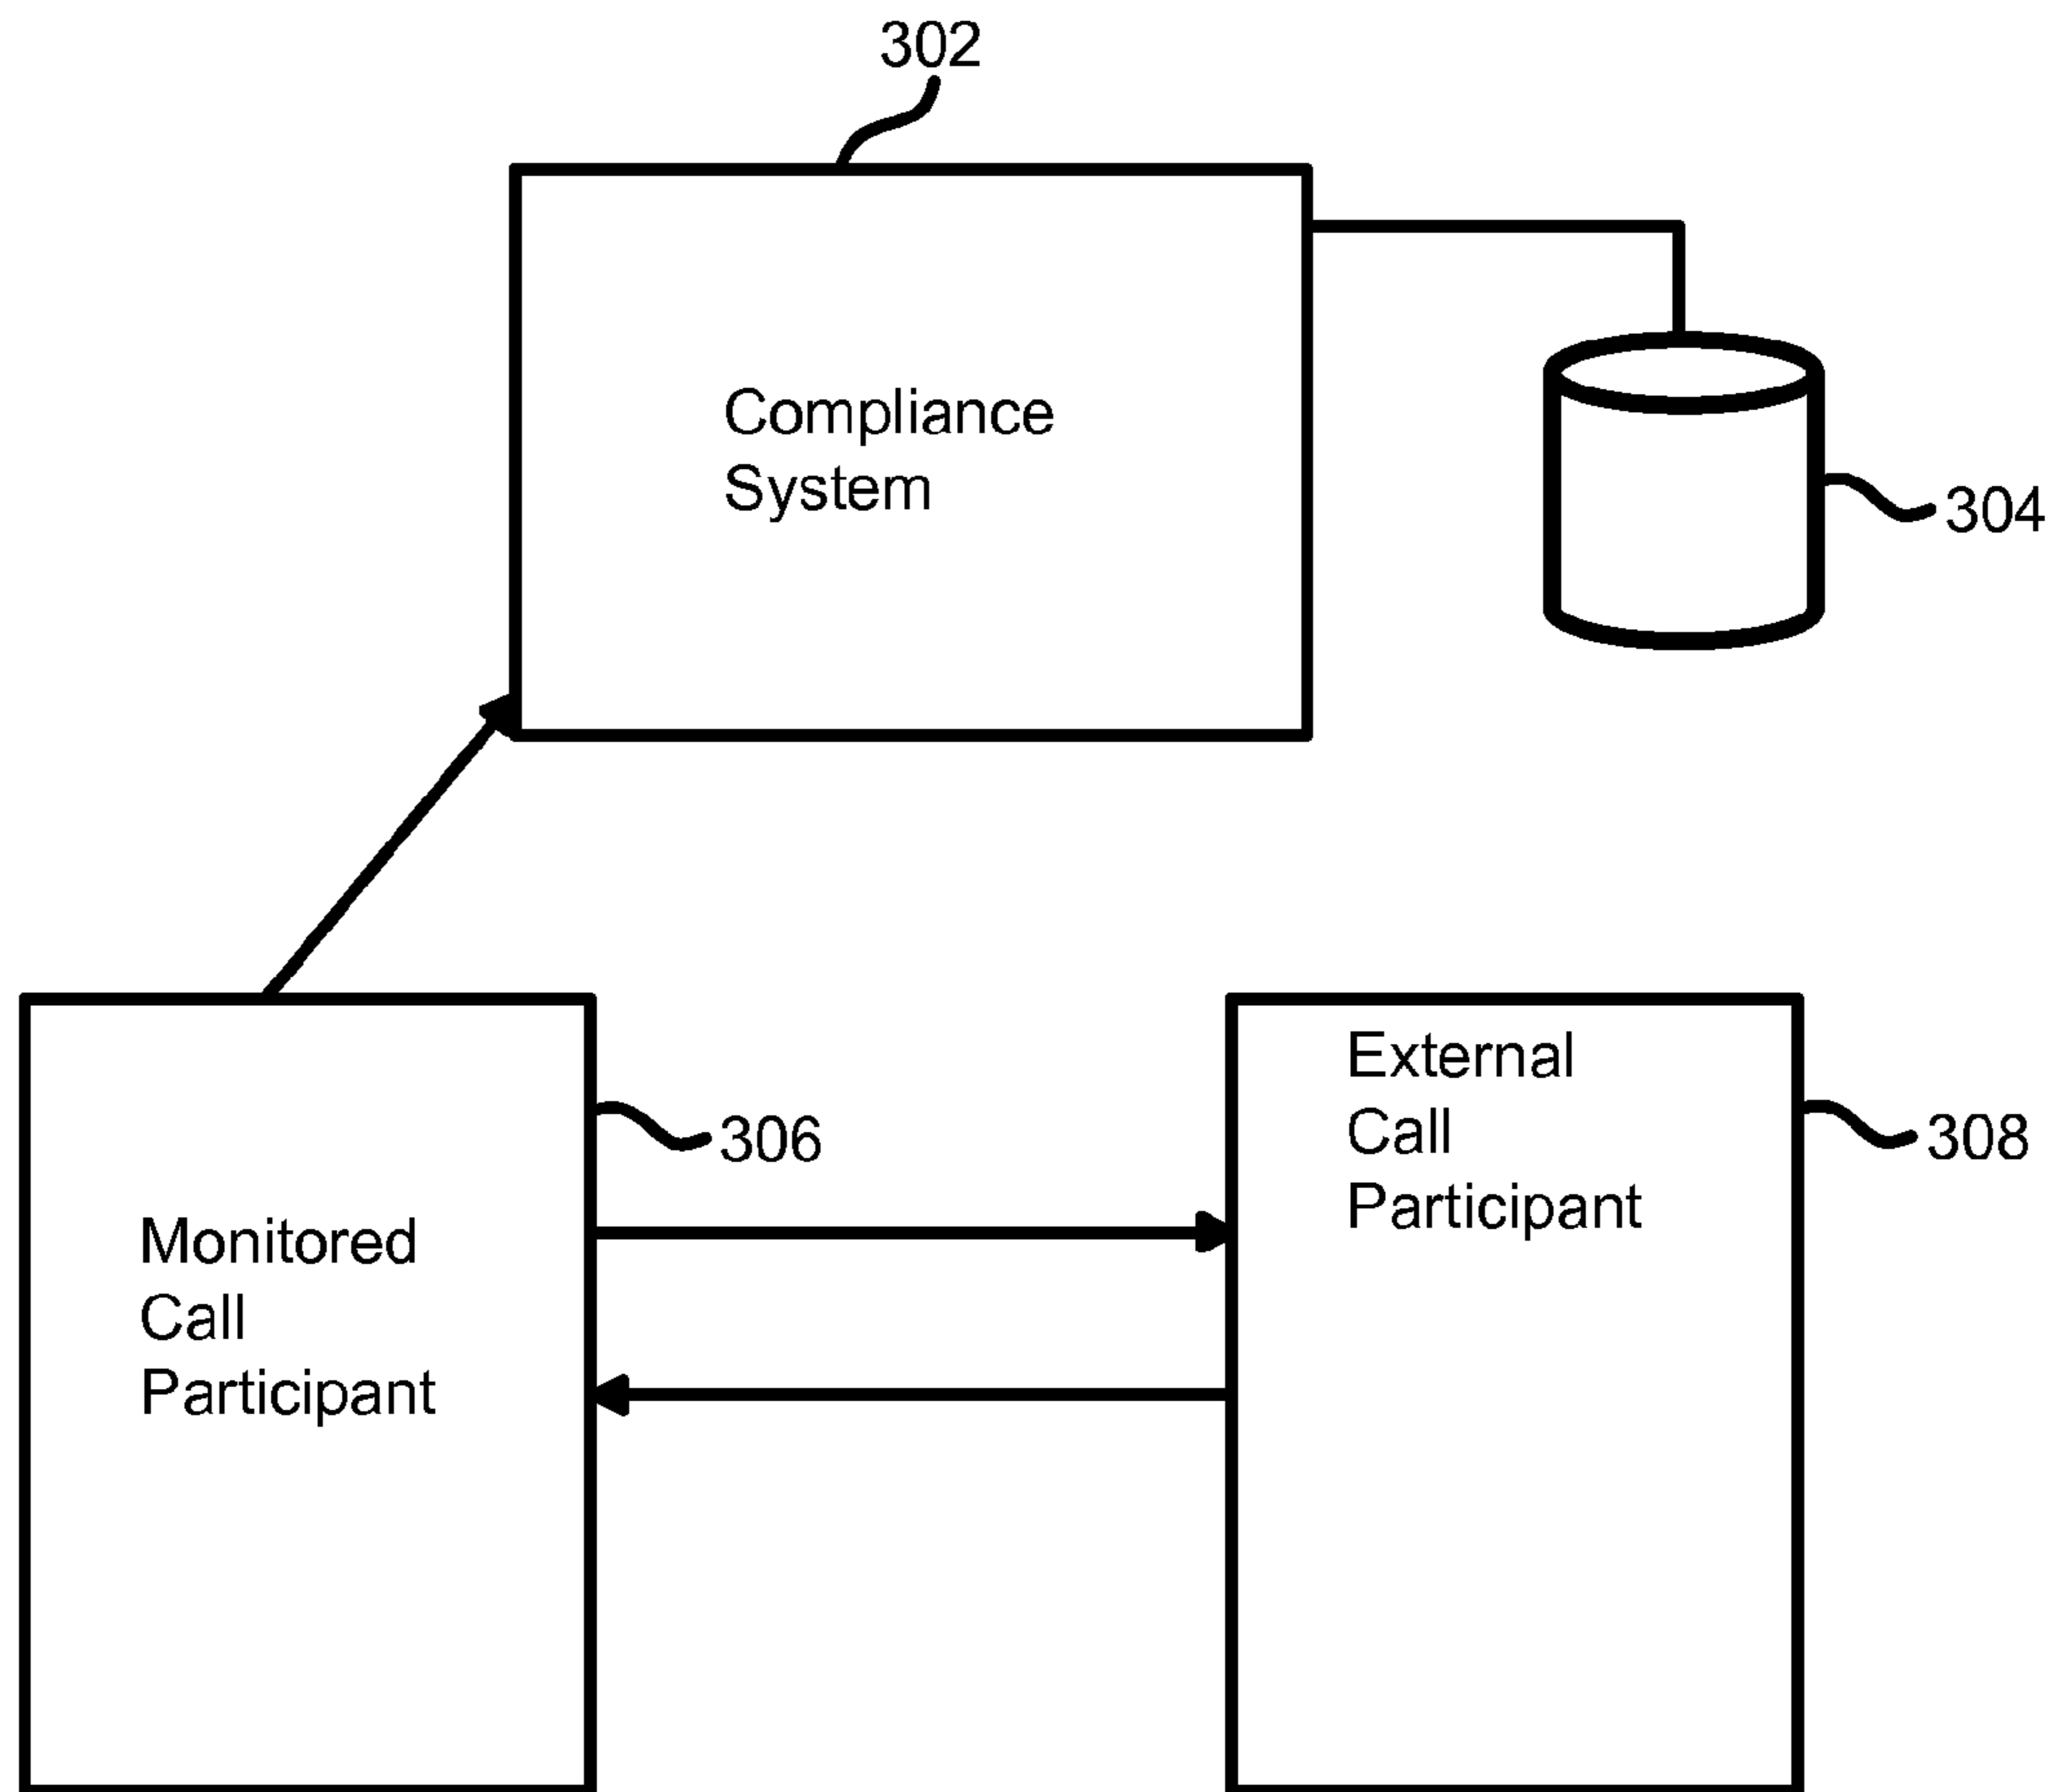 302
Compliance
System
304
External
Call
Participant
306
308
Monitored
Call
Participant